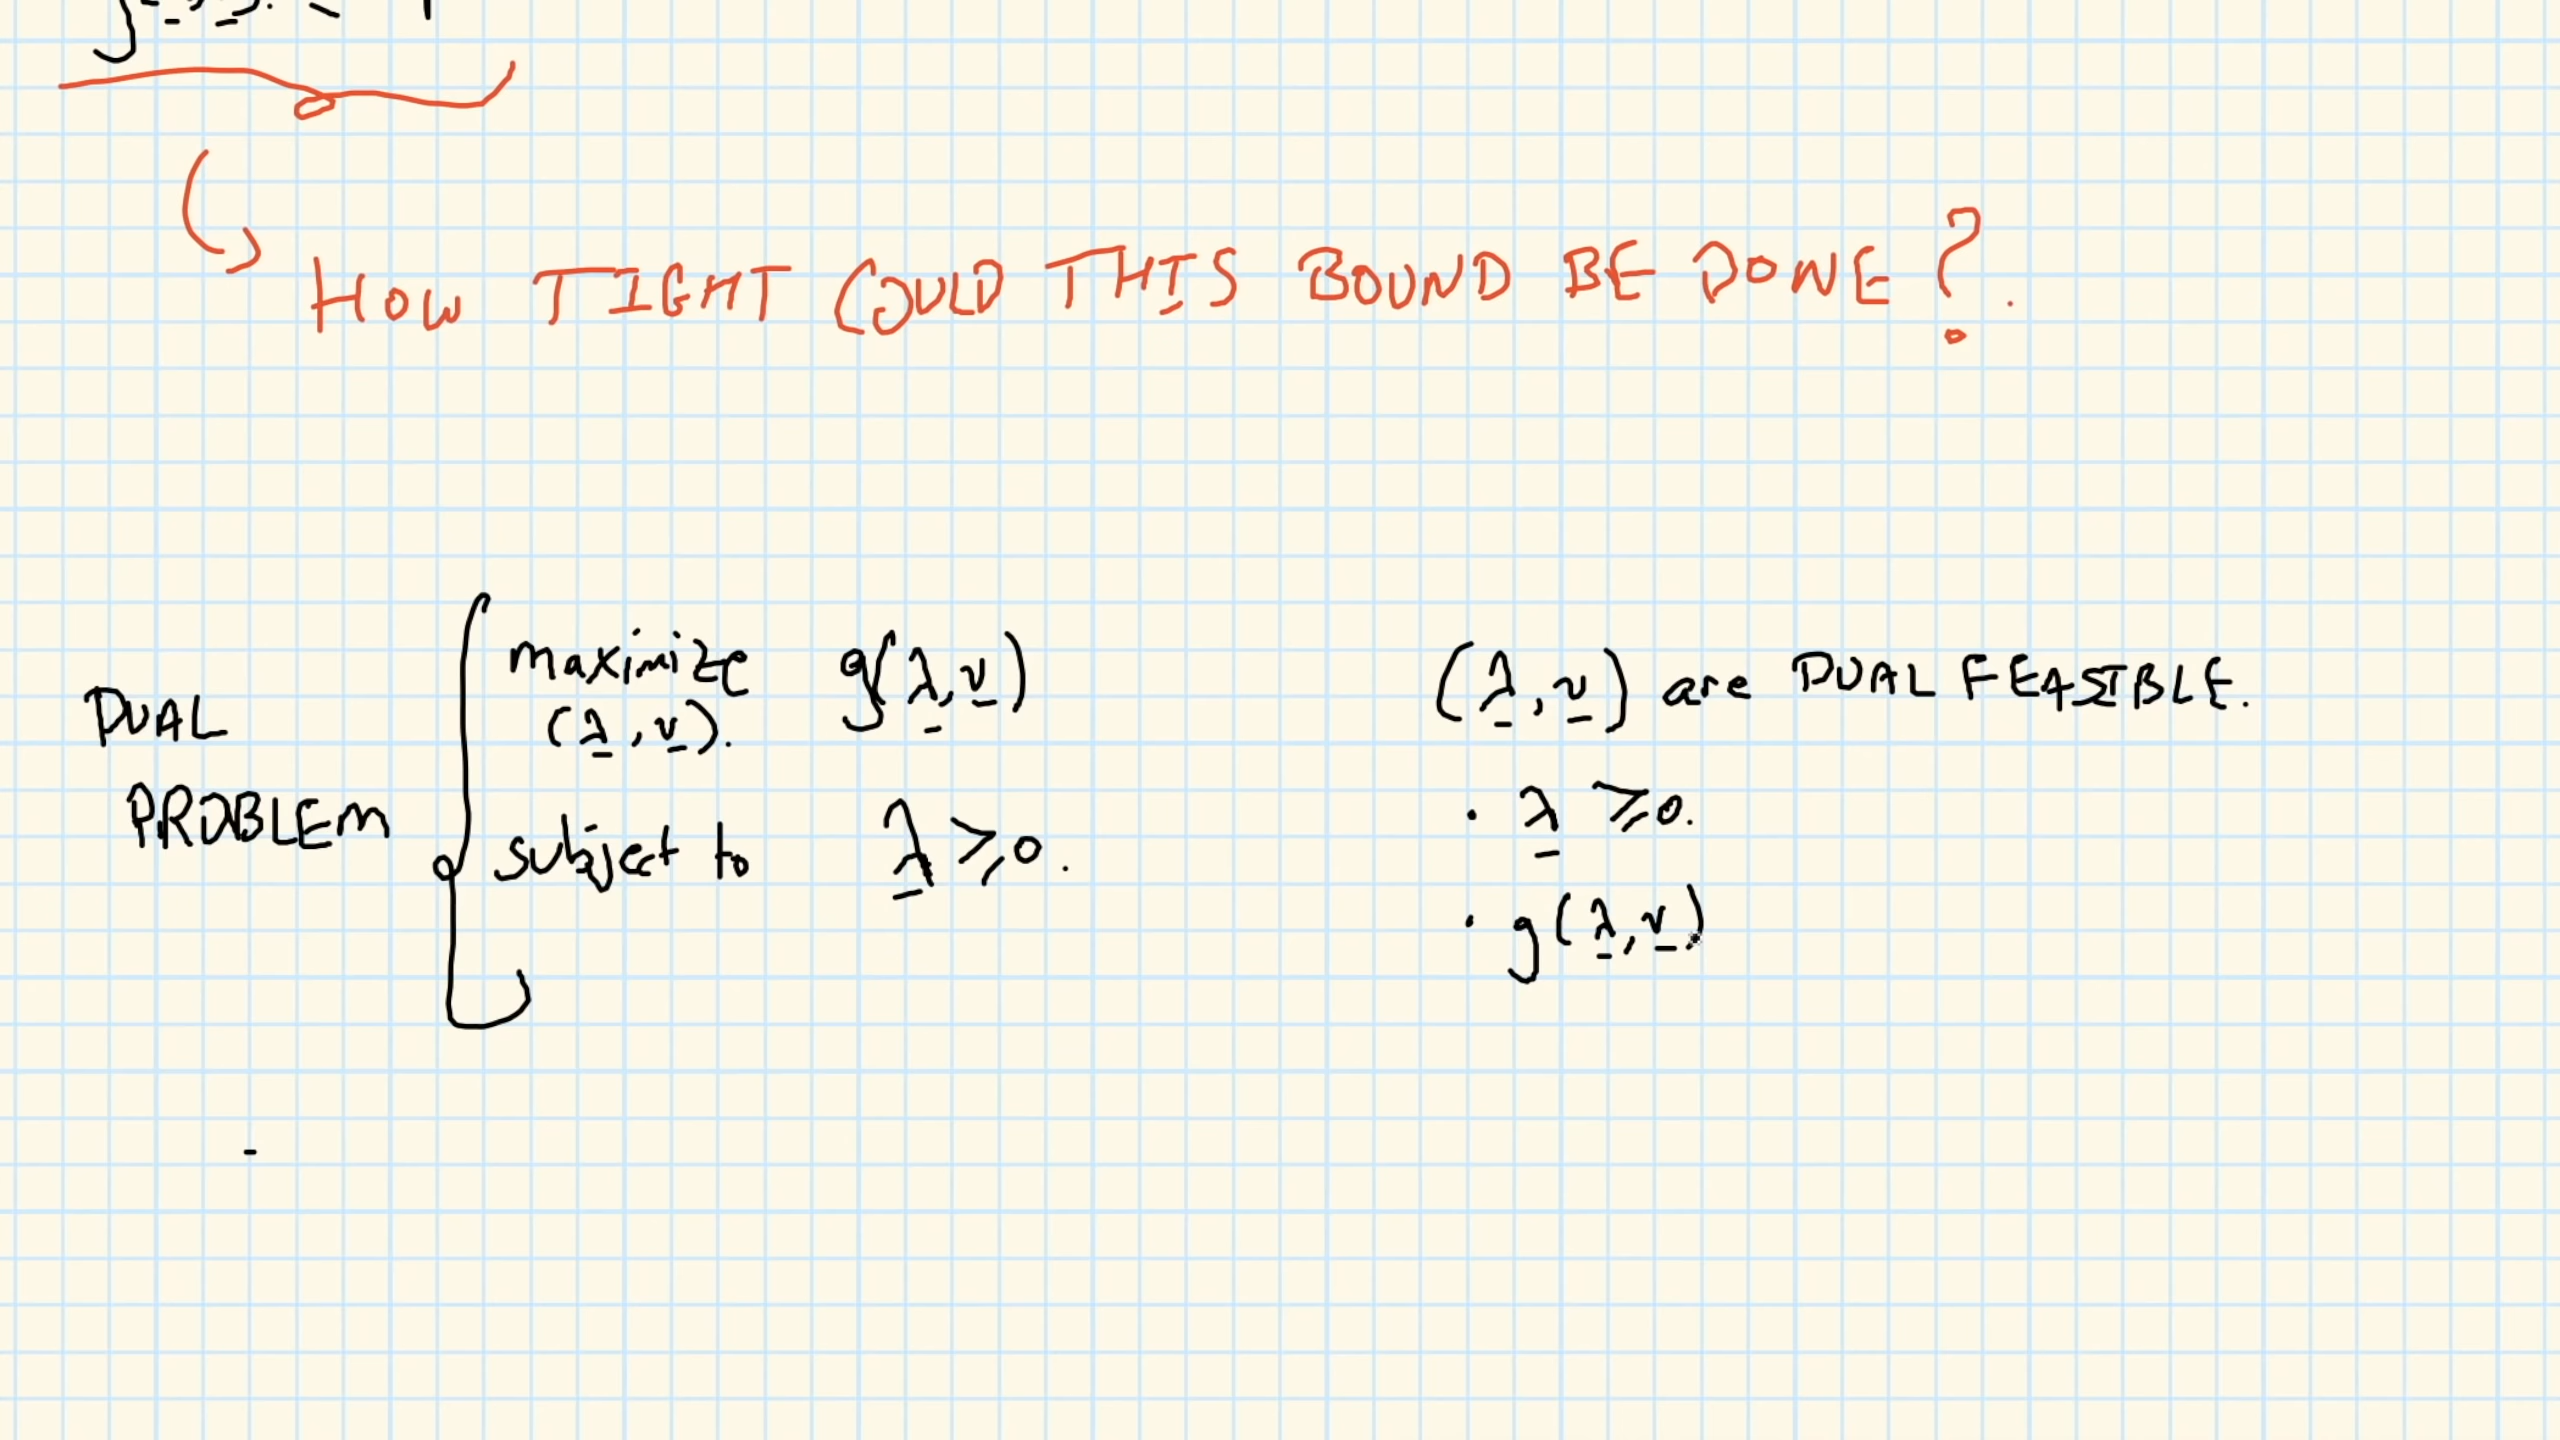 HOW TIGHT COULD THIS BOUND BE DONE?.
DUAL PROBLEM
maximize g(λ, ν)
(λ, ν).
subject to λ ≥ 0.
(λ, ν) are DUAL FEASIBLE.
· λ ≥ 0.
· g(λ, ν)